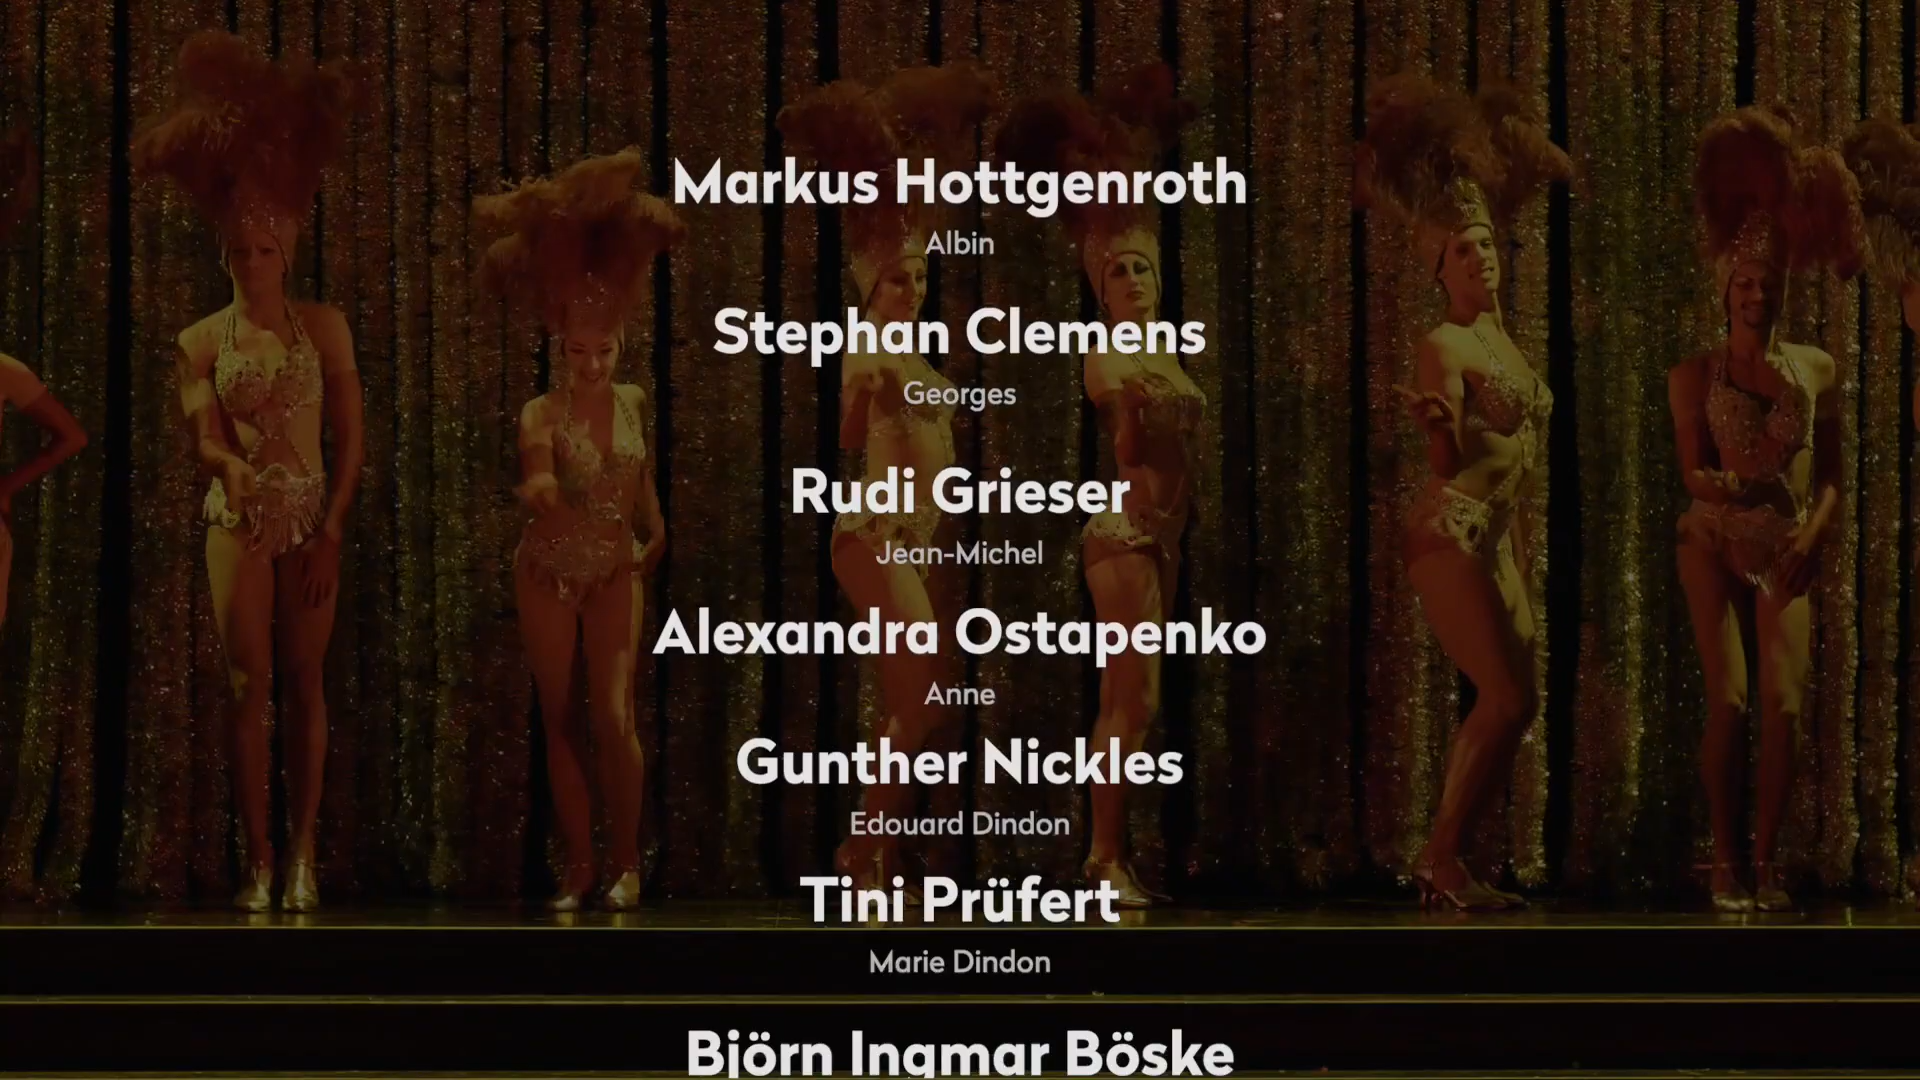 Markus Hottgenroth
Albin
Stephan Clemens
Georges
Rudi Grieser
Jean-Michel
Alexandra Ostapenko
Anne
Gunther Nickles
Edouard Dindon
Tini Prüfert
Marie Dindon
Björn Ingmar Böske